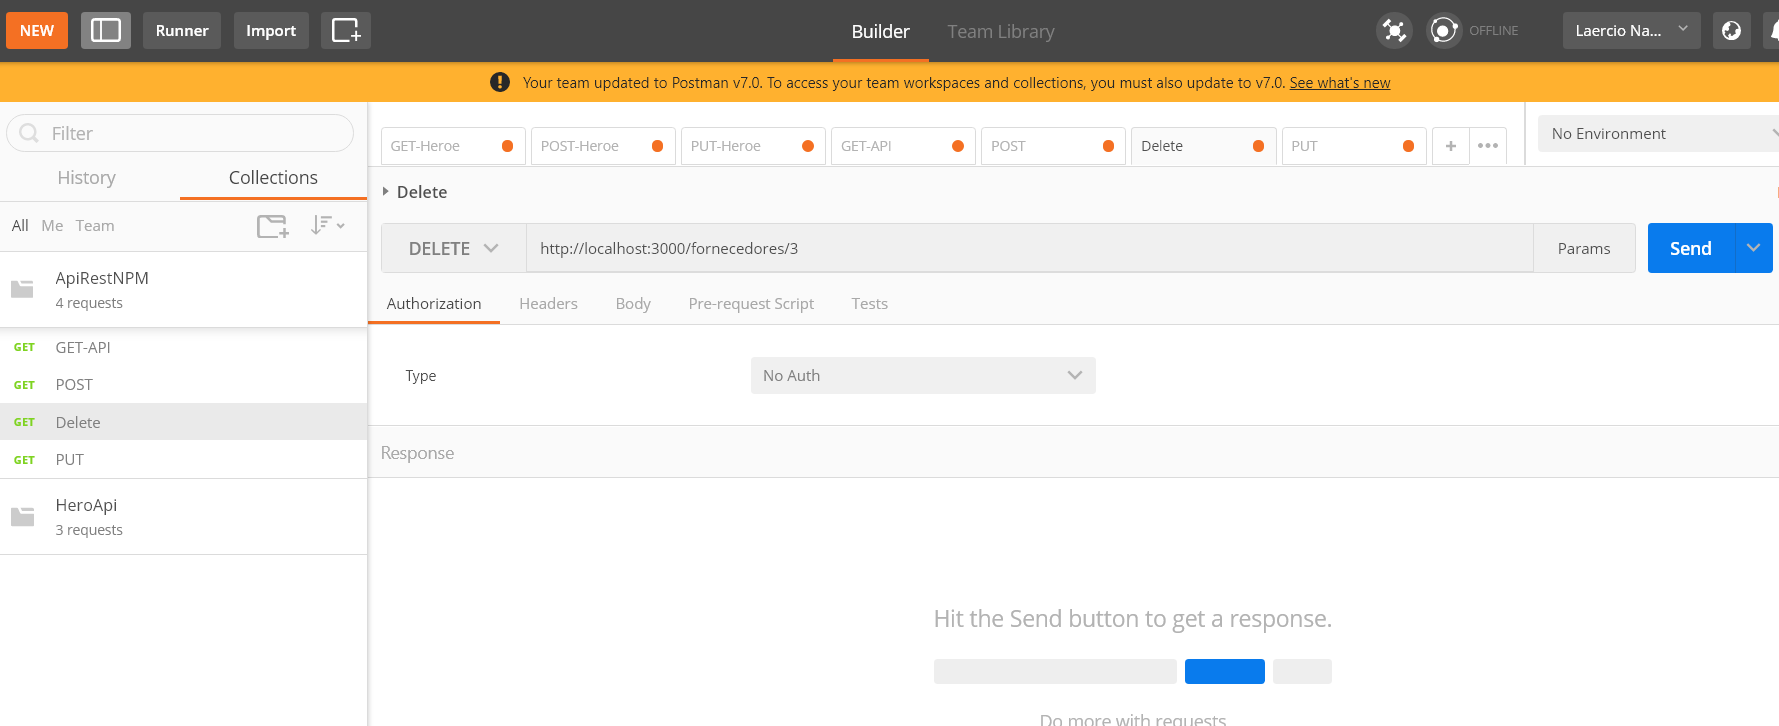 NEW Runner Import Builder Team Library OFFLINE Laercio Na...
Your team updated to Postman v7.0. To access your team workspaces and collections, you must also update to v7.0. See what's new
Filter
History Collections
All Me Team
ApiRestNPM
4 requests
GET GET-API
GET POST
GET Delete
GET PUT
HeroApi
3 requests
GET-Heroe POST-Heroe PUT-Heroe GET-API POST Delete PUT + ••• No Environment
Delete
DELETE http://localhost:3000/fornecedores/3 Params Send
Authorization Headers Body Pre-request Script Tests
Type No Auth
Response
Hit the Send button to get a response.
Do more with requests